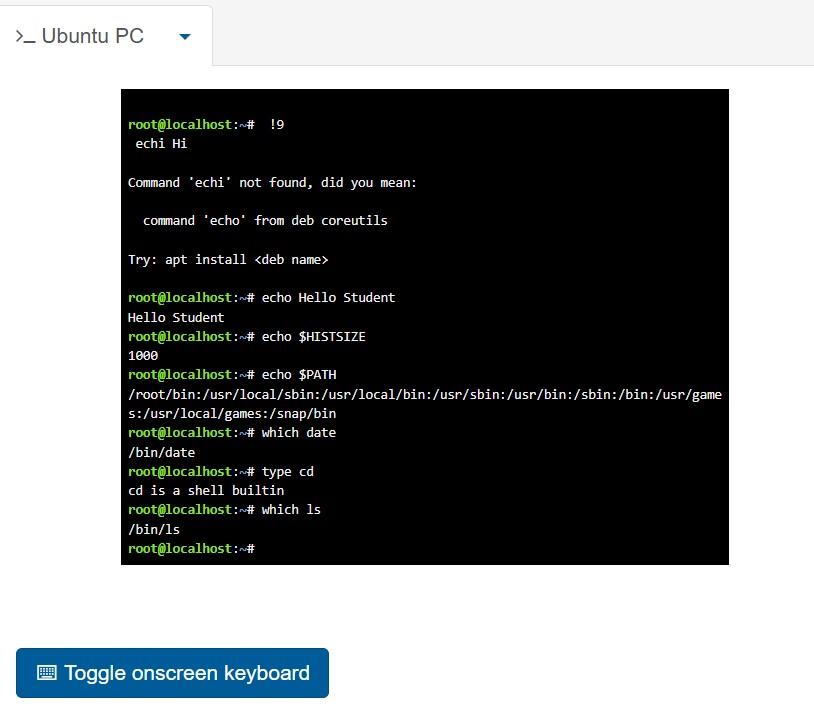 >_ Ubuntu PC
root@localhost:~#  !9
 echi Hi
Command 'echi' not found, did you mean:
  command 'echo' from deb coreutils
Try: apt install <deb name>
root@localhost:~# echo Hello Student
Hello Student
root@localhost:~# echo $HISTSIZE
1000
root@localhost:~# echo $PATH
/root/bin:/usr/local/sbin:/usr/local/bin:/usr/sbin:/usr/bin:/sbin:/bin:/usr/game
s:/usr/local/games:/snap/bin
root@localhost:~# which date
/bin/date
root@localhost:~# type cd
cd is a shell builtin
root@localhost:~# which ls
/bin/ls
root@localhost:~#
Toggle onscreen keyboard